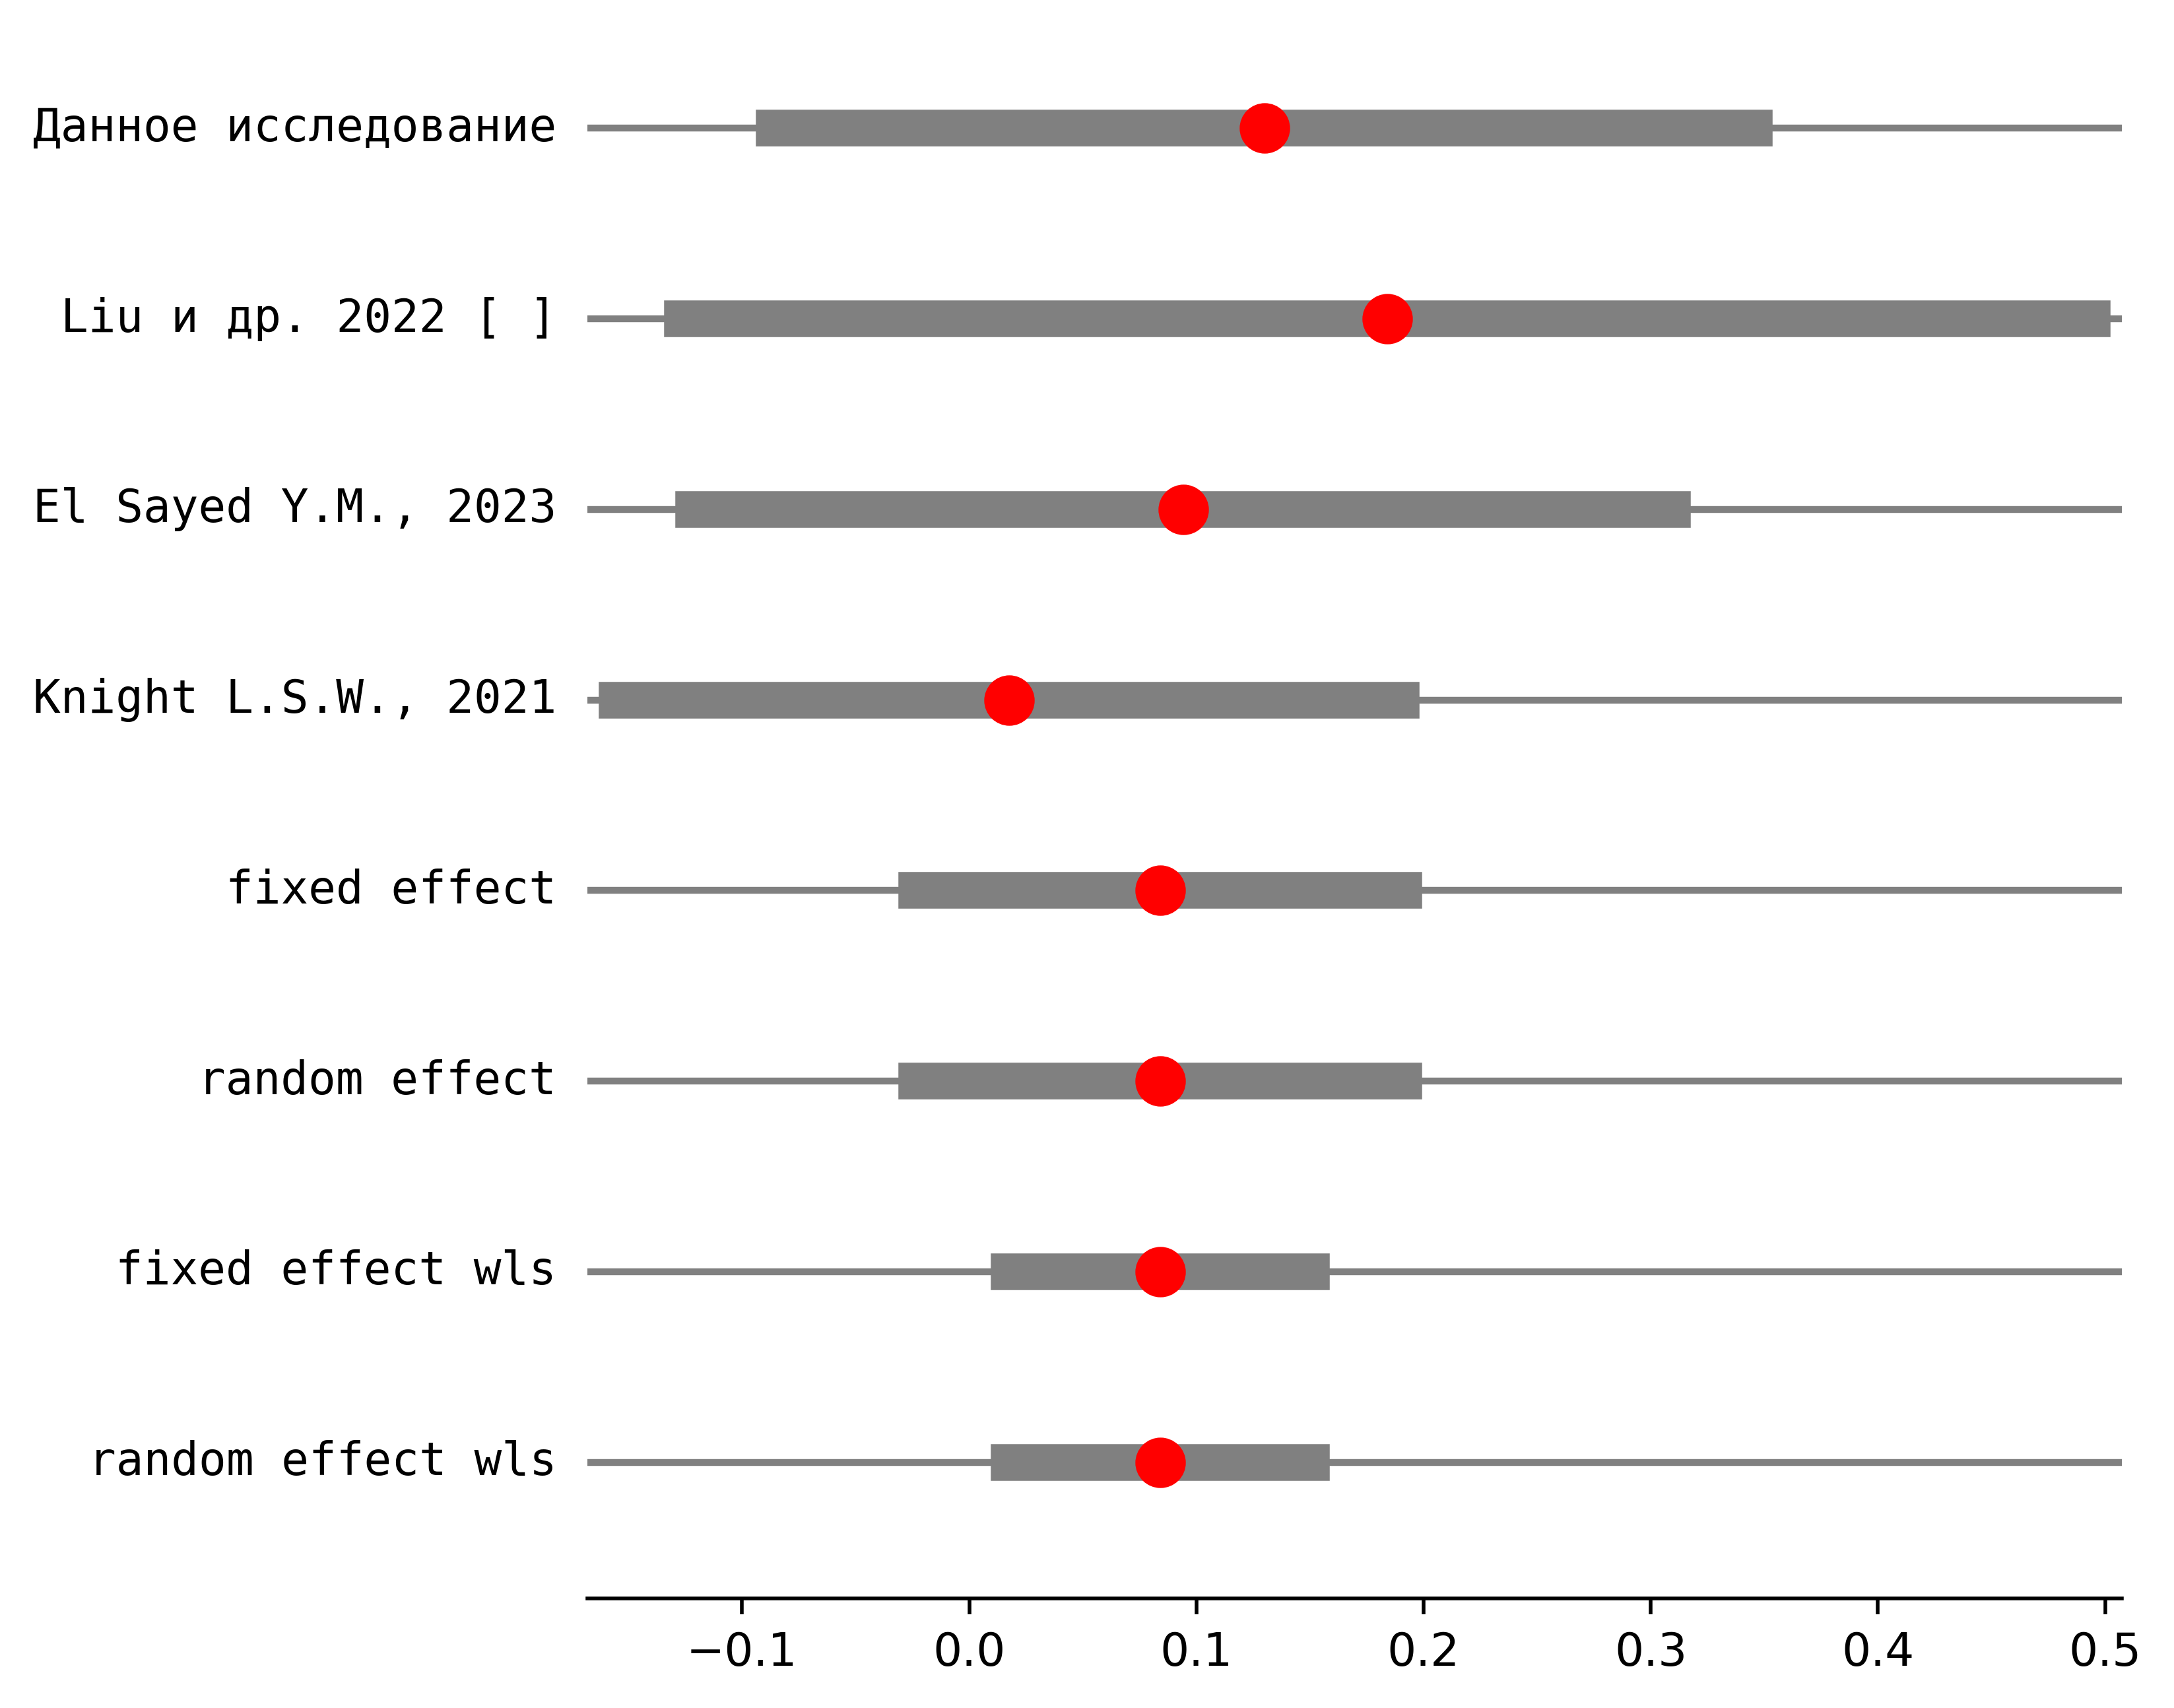 Данное исследование
Liu и др. 2022 [ ]
El Sayed Y.M., 2023
Knight L.S.W., 2021
fixed effect
random effect
fixed effect wls
random effect wls
−0.1 0.0 0.1 0.2 0.3 0.4 0.5